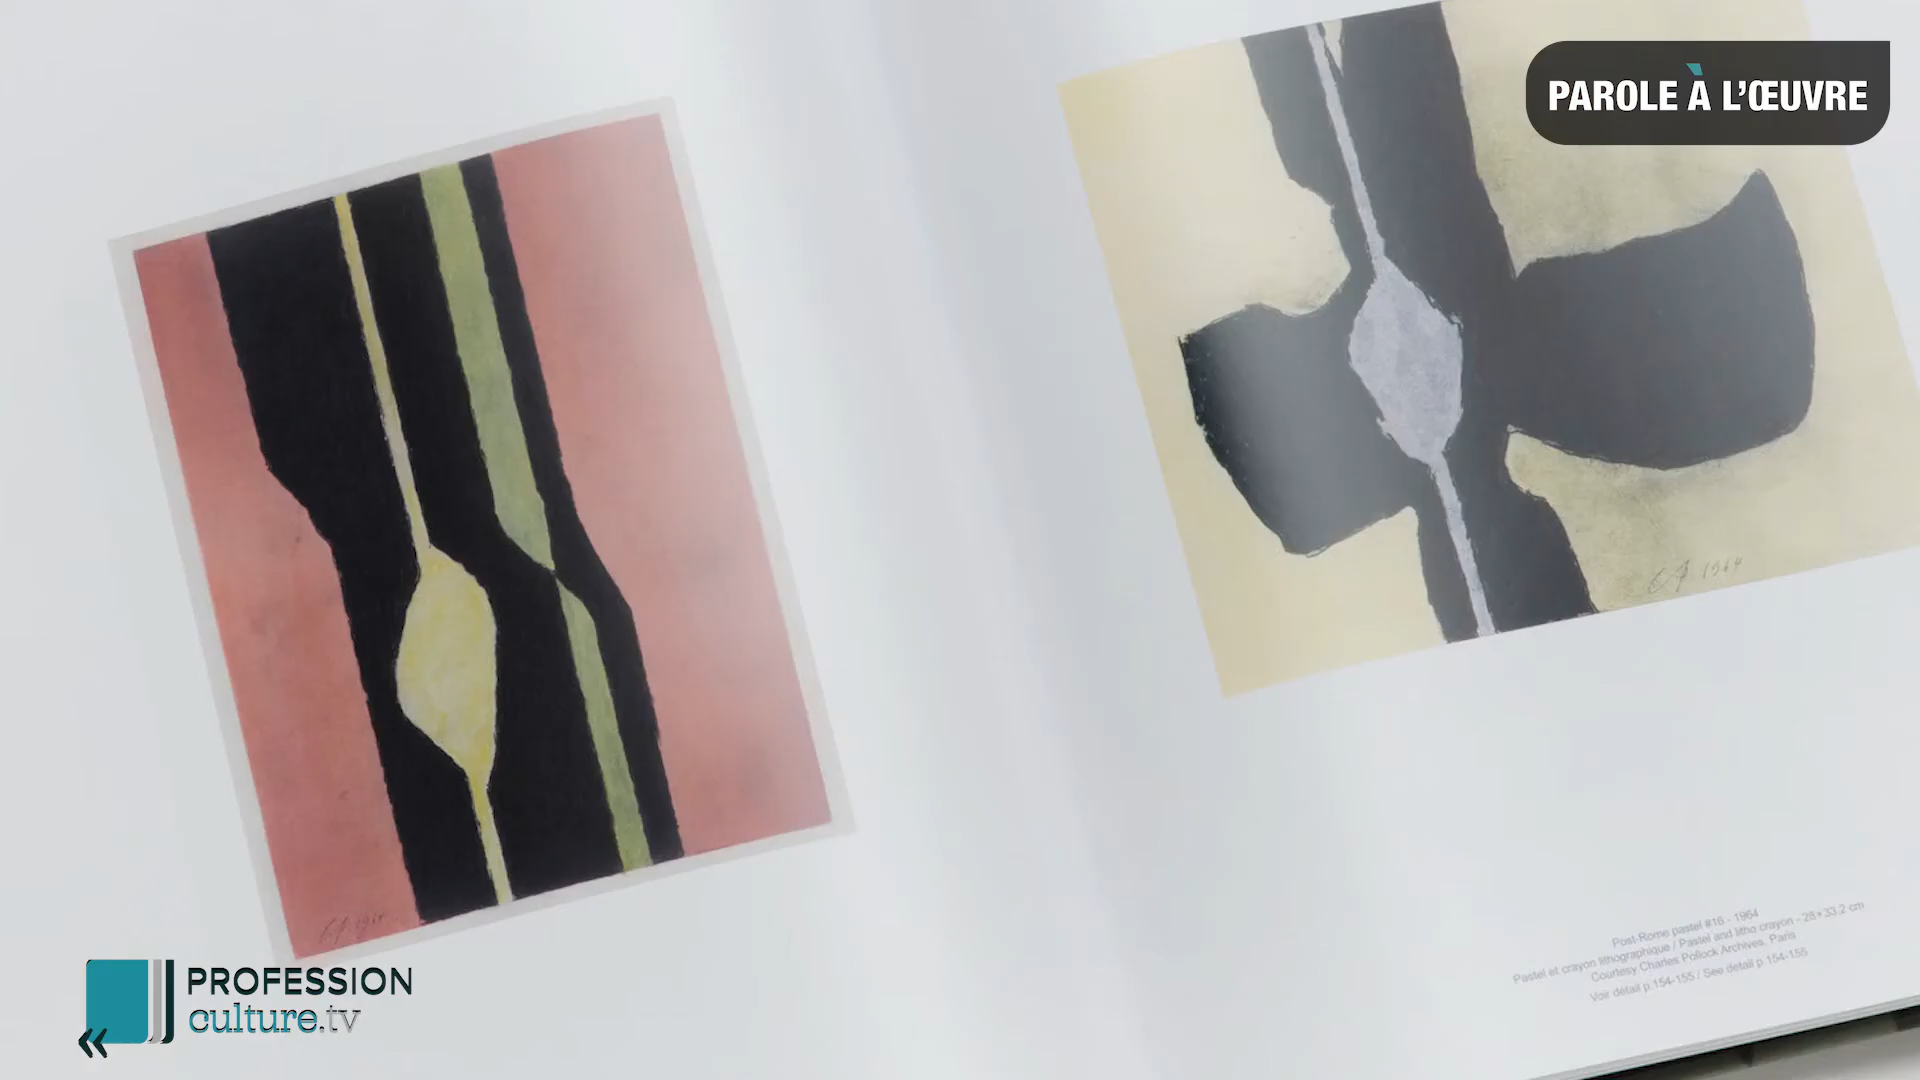 PAROLE À L'ŒUVRE
C.P. 1964
Post-Rome pastel #16 - 1964
Pastel et crayon lithographique / Pastel and litho crayon - 28 × 33.2 cm
Courtesy Charles Pollock Archives, Paris
Voir détail p.154-155 / See detail p 154-155
PROFESSION
culture.tv